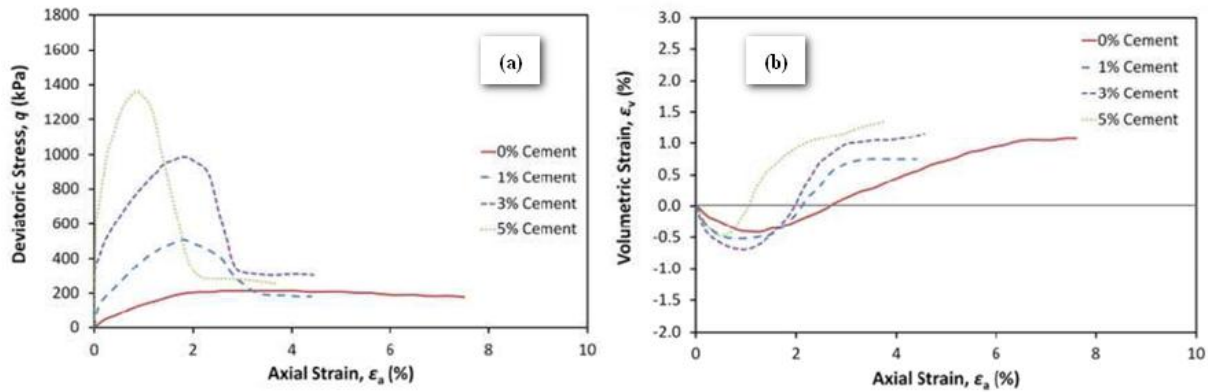 1800
1600
1400
1200
1000
800
600
400
200
0
Deviatoric Stress, q (kPa)
(a)
0% Cement
1% Cement
3% Cement
5% Cement
0 2 4 6 8 10
Axial Strain, εa (%)
3.0
2.5
2.0
1.5
1.0
0.5
0.0
-0.5
-1.0
-1.5
-2.0
Volumetric Strain, εv (%)
(b)
0% Cement
1% Cement
3% Cement
5% Cement
0 2 4 6 8 10
Axial Strain, εa (%)